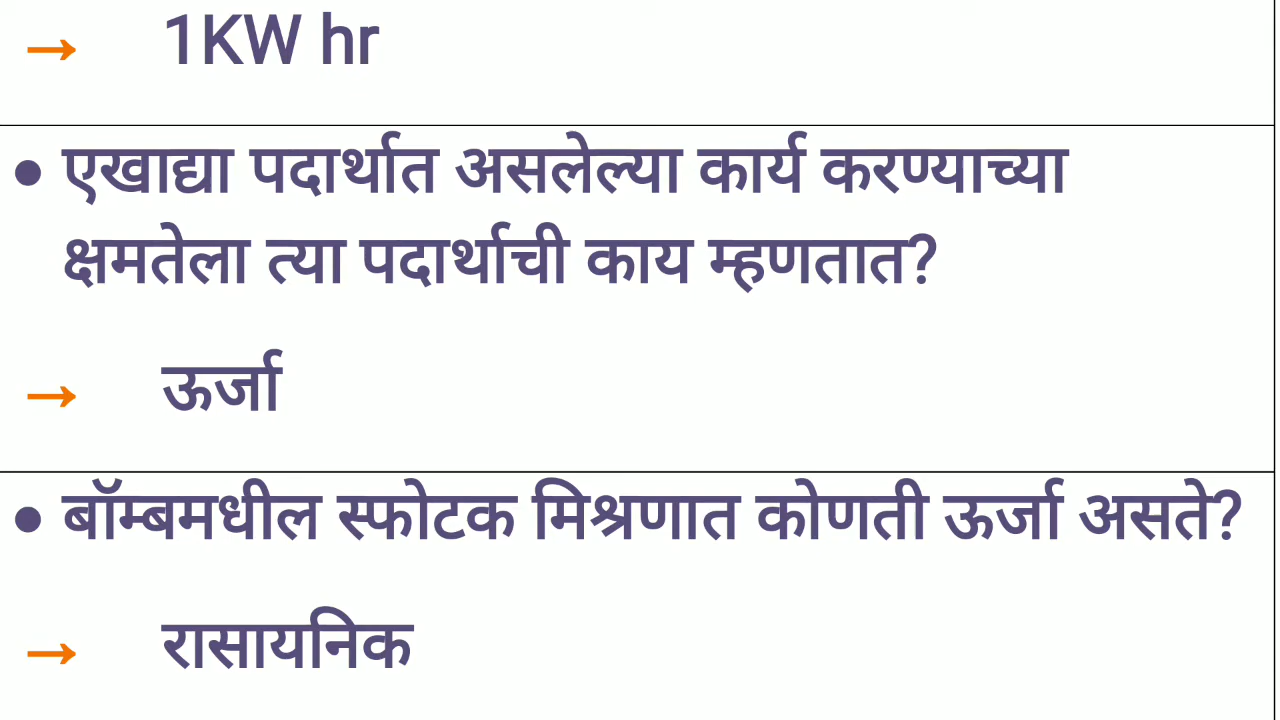 → 1KW hr
• एखाद्या पदार्थात असलेल्या कार्य करण्याच्या
क्षमतेला त्या पदार्थाची काय म्हणतात?
→ ऊर्जा
• बॉम्बमधील स्फोटक मिश्रणात कोणती ऊर्जा असते?
→ रासायनिक